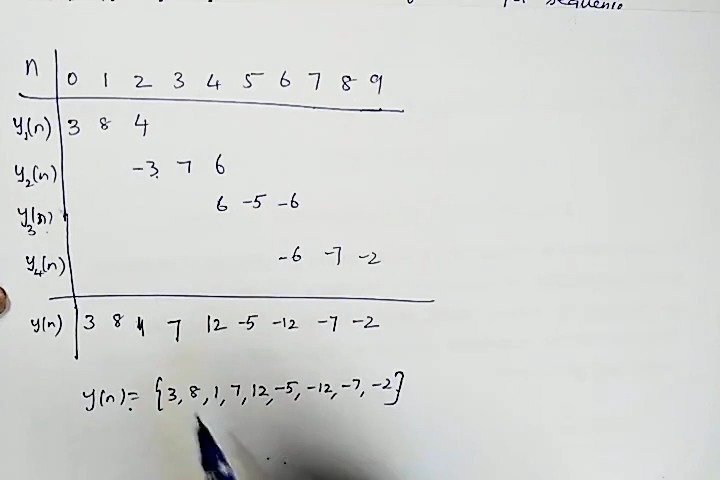 sequence
n 0 1 2 3 4 5 6 7 8 9
y₁(n) 3 8 4
y₂(n) -3 7 6
y₃(n) 6 -5 -6
y₄(n) -6 -7 -2
y(n) 3 8 1 7 12 -5 -12 -7 -2
y(n) = {3, 8, 1, 7, 12, -5, -12, -7, -2}